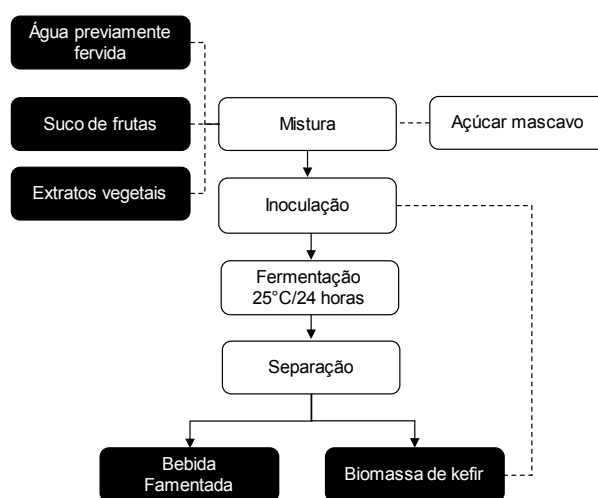 Água previamente
fervida
Suco de frutas
Mistura
Açúcar mascavo
Extratos vegetais
Inoculação
Fermentação
25°C/24 horas
Separação
Bebida
Famentada
Biomassa de kefir